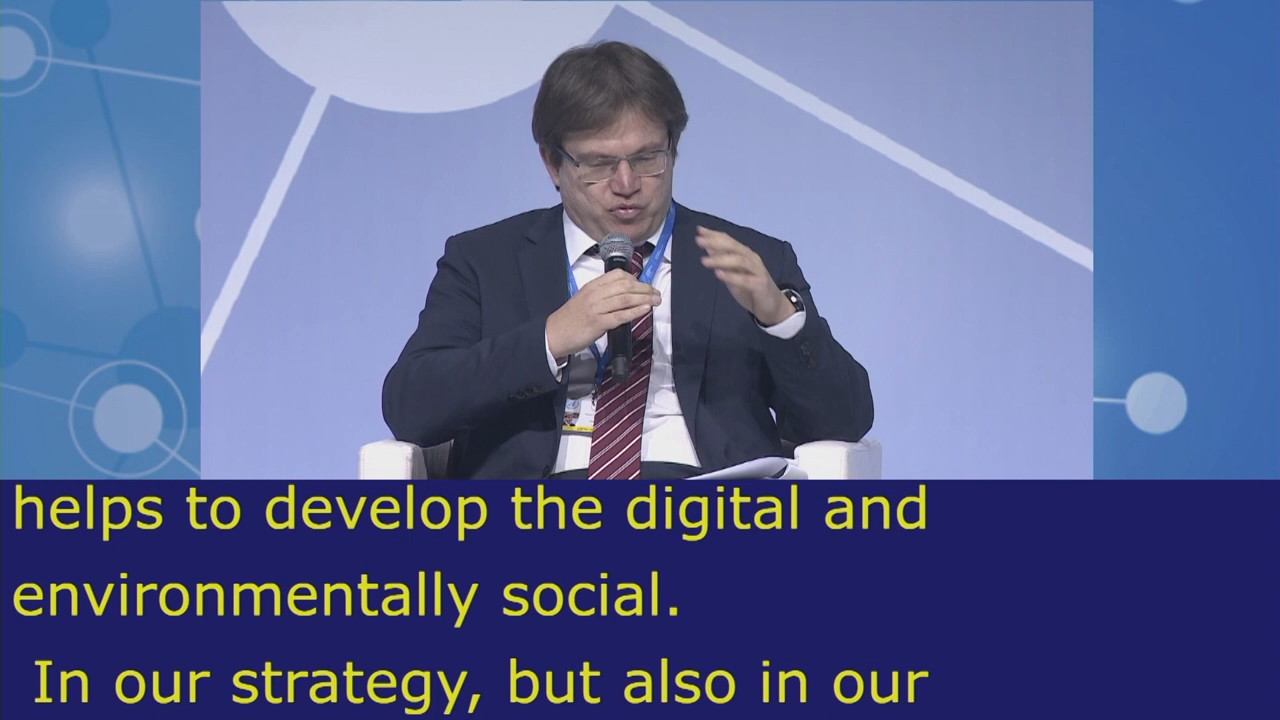 helps to develop the digital and
environmentally social.
In our strategy, but also in our